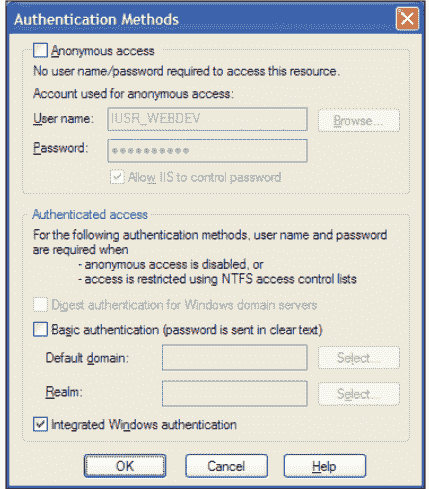 Authentication Methods
Anonymous access
No user name/password required to access this resource.
Account used for anonymous access:
User name: IUSR_WEBDEV Browse...
Password: ●●●●●●●●●●
Allow IIS to control password
Authenticated access
For the following authentication methods, user name and password
are required when
- anonymous access is disabled, or
- access is restricted using NTFS access control lists
Digest authentication for Windows domain servers
Basic authentication (password is sent in clear text)
Default domain: Select...
Realm: Select...
Integrated Windows authentication
OK Cancel Help